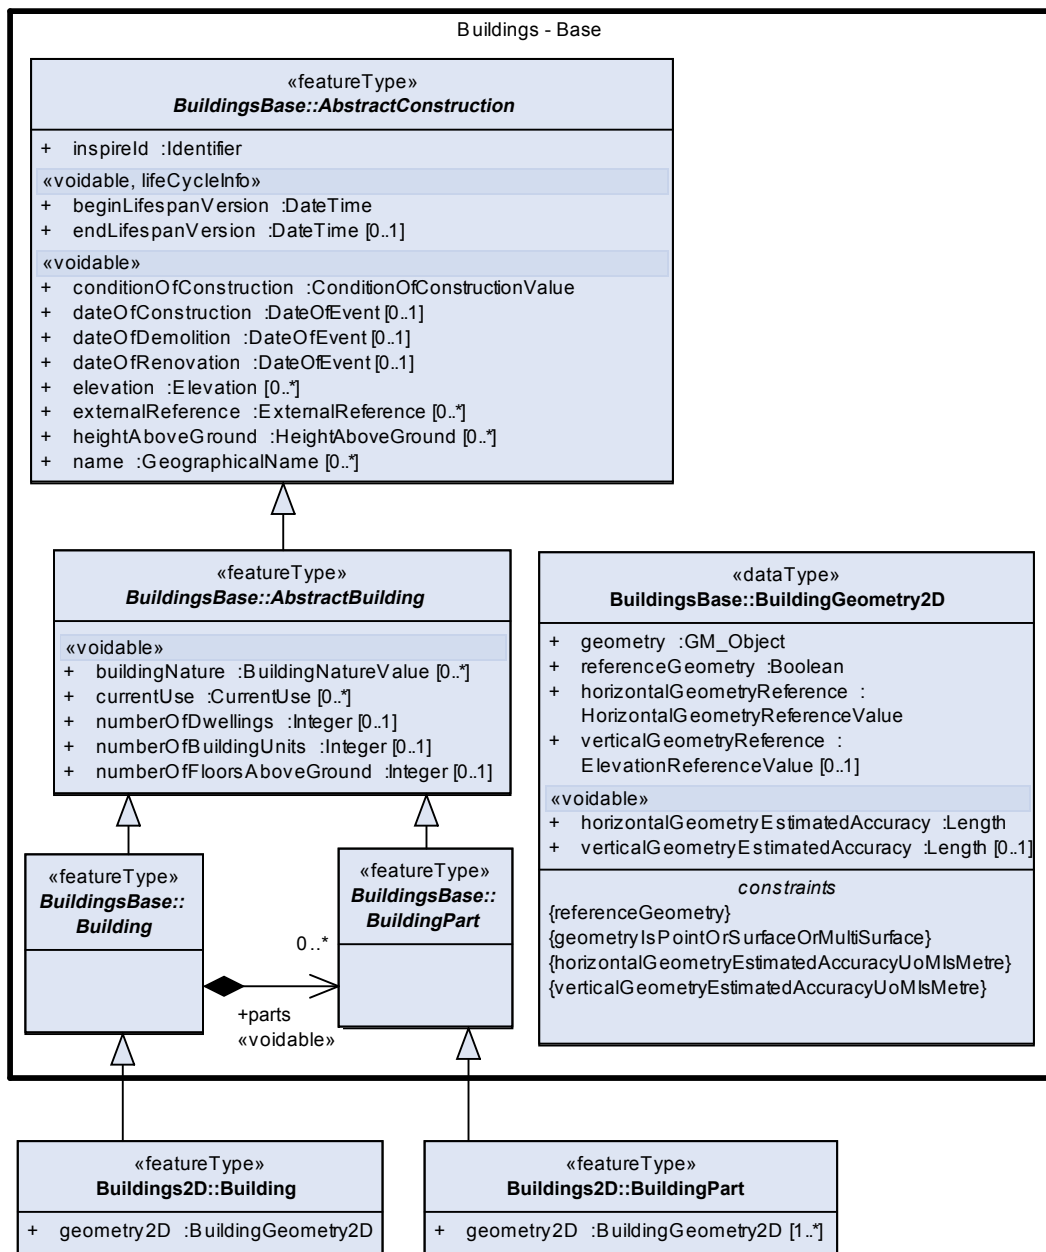 Buildings - Base
«featureType»
BuildingsBase::AbstractConstruction
+ inspireId :Identifier
«voidable, lifeCycleInfo»
+ beginLifespanVersion :DateTime
+ endLifespanVersion :DateTime [0..1]
«voidable»
+ conditionOfConstruction :ConditionOfConstructionValue
+ dateOfConstruction :DateOfEvent [0..1]
+ dateOfDemolition :DateOfEvent [0..1]
+ dateOfRenovation :DateOfEvent [0..1]
+ elevation :Elevation [0..*]
+ externalReference :ExternalReference [0..*]
+ heightAboveGround :HeightAboveGround [0..*]
+ name :GeographicalName [0..*]
«featureType»
BuildingsBase::AbstractBuilding
«voidable»
+ buildingNature :BuildingNatureValue [0..*]
+ currentUse :CurrentUse [0..*]
+ numberOfDwellings :Integer [0..1]
+ numberOfBuildingUnits :Integer [0..1]
+ numberOfFloorsAboveGround :Integer [0..1]
«dataType»
BuildingsBase::BuildingGeometry2D
+ geometry :GM_Object
+ referenceGeometry :Boolean
+ horizontalGeometryReference :
HorizontalGeometryReferenceValue
+ verticalGeometryReference :
ElevationReferenceValue [0..1]
«voidable»
+ horizontalGeometryEstimatedAccuracy :Length
+ verticalGeometryEstimatedAccuracy :Length [0..1]
constraints
{referenceGeometry}
{geometryIsPointOrSurfaceOrMultiSurface}
{horizontalGeometryEstimatedAccuracyUoMIsMetre}
{verticalGeometryEstimatedAccuracyUoMIsMetre}
«featureType»
BuildingsBase::
Building
0..*
+parts
«voidable»
«featureType»
BuildingsBase::
BuildingPart
«featureType»
Buildings2D::Building
+ geometry2D :BuildingGeometry2D
«featureType»
Buildings2D::BuildingPart
+ geometry2D :BuildingGeometry2D [1..*]